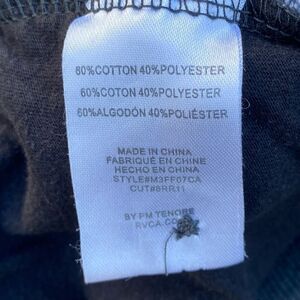 60%COTTON 40%POLYESTER
60%COTON 40%POLYESTER
60%ALGODÓN 40%POLIÉSTER
MADE IN CHINA
FABRIQUÉ EN CHINE
HECHO EN CHINA
STYLE#M3FF07CA
CUT#8RR11
BY PM TENORE
RVCA.COM